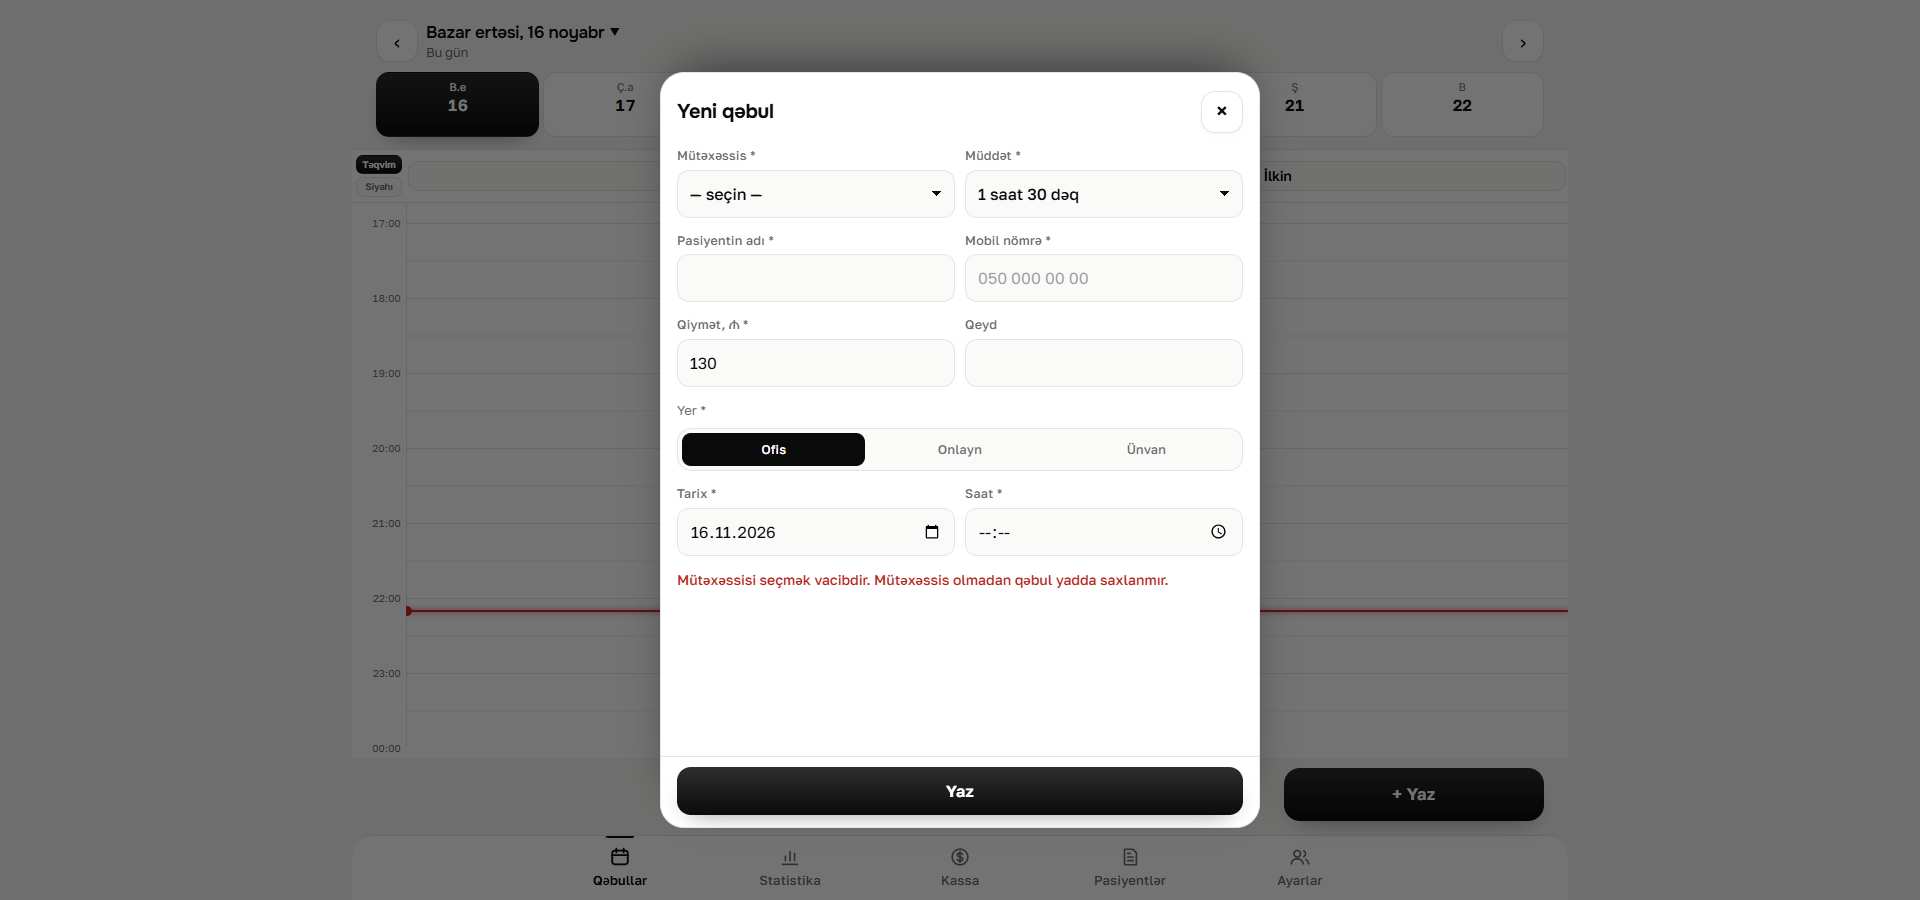 Bazar ertəsi, 16 noyabr ▼
Bu gün
B.e
16
Ç.a
17
Ş
21
B
22
Təqvim
Siyahı
İlkin
17:00
18:00
19:00
20:00
21:00
22:00
23:00
00:00
Yeni qəbul
×
Mütəxəssis *
Müddət *
— seçin —
1 saat 30 dəq
Pasiyentin adı *
Mobil nömrə *
050 000 00 00
Qiymət, ₼ *
Qeyd
130
Yer *
Ofis
Onlayn
Ünvan
Tarix *
Saat *
16.11.2026
--:--
Mütəxəssisi seçmək vacibdir. Mütəxəssis olmadan qəbul yadda saxlanmır.
Yaz
+ Yaz
Qəbullar
Statistika
Kassa
Pasiyentlər
Ayarlar